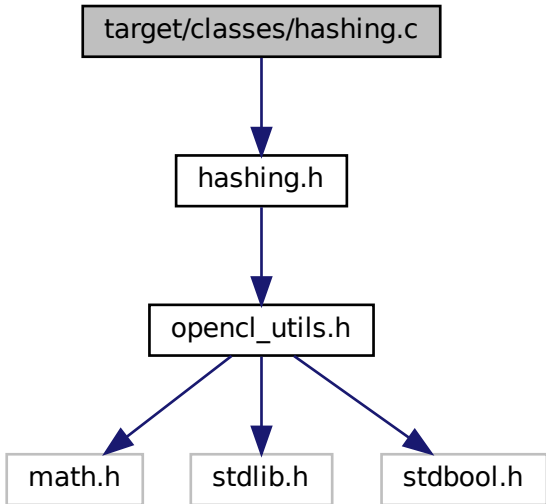 target/classes/hashing.c
hashing.h
opencl_utils.h
math.h
stdlib.h
stdbool.h